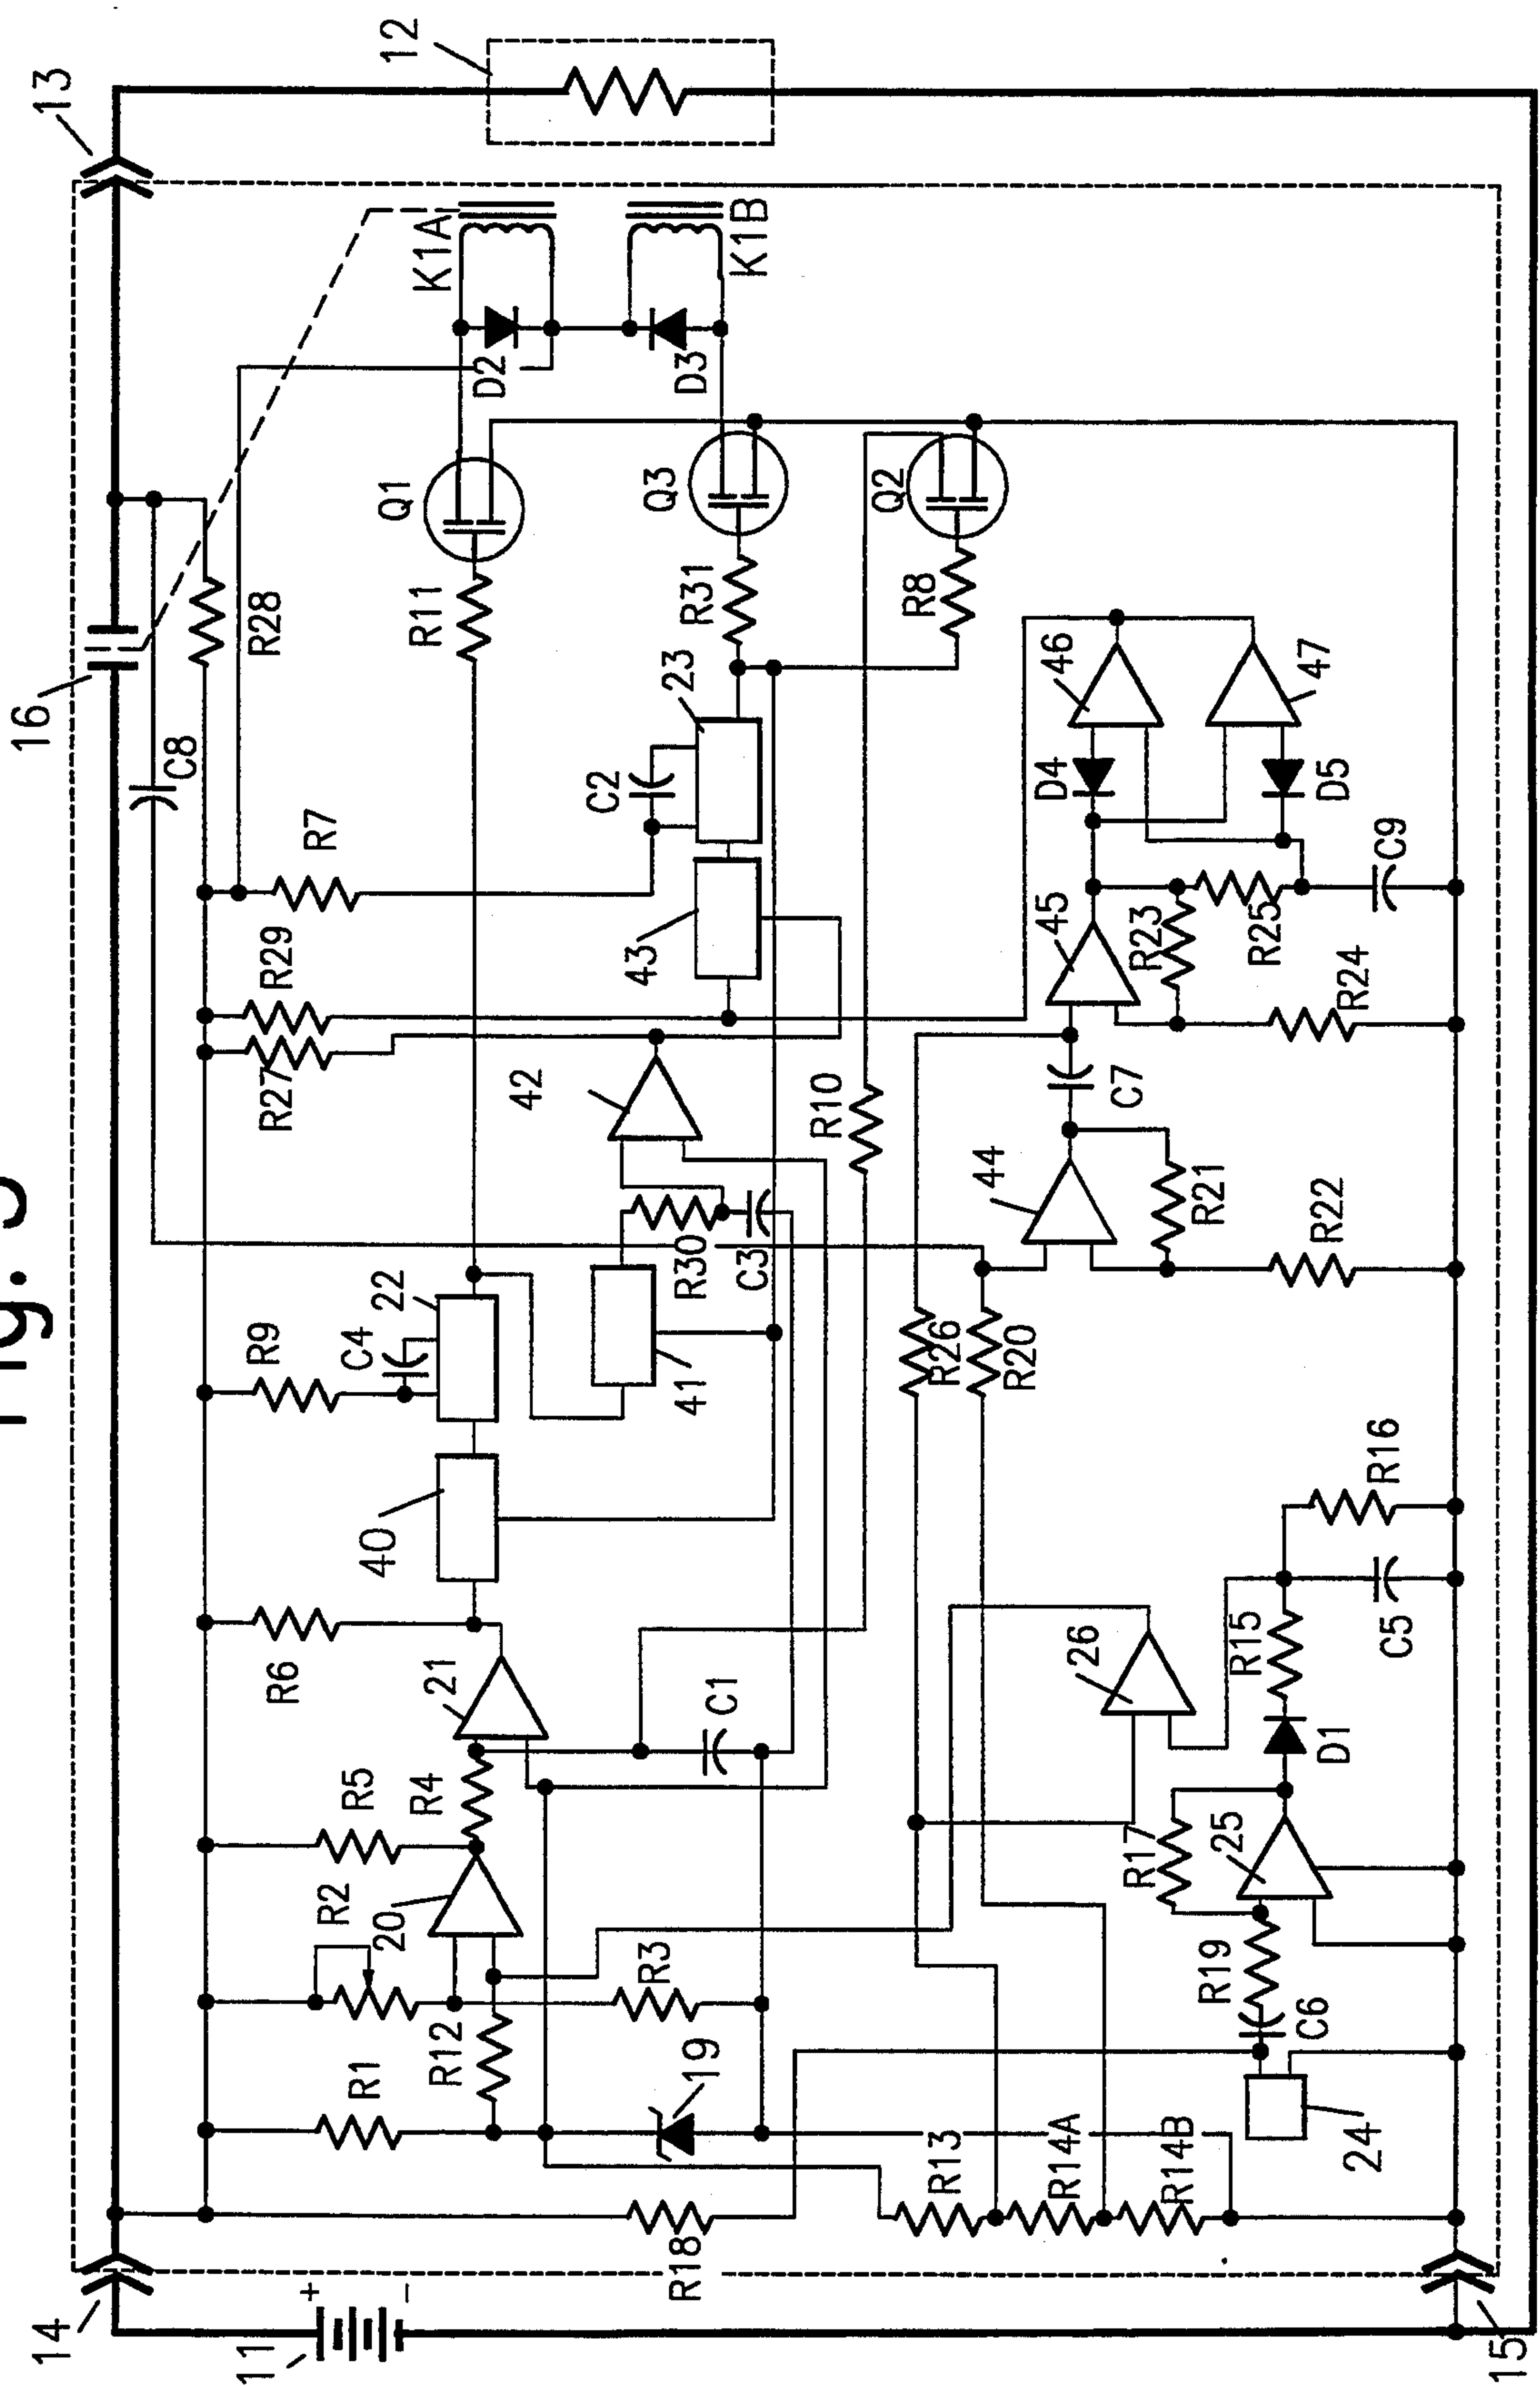 Fig.
12
13
K1A
K1B
16
D2
D3
Q1
Q3
Q2
R28
R11
R31
R8
C8
23
46
47
R7
C2
D4
D5
R29
43
45
R23
R25
C9
R27
42
R10
C7
R24
R9
C4
22
R30
C3
44
R21
R22
41
R26
R20
40
R16
R6
21
C1
26
R15
C5
R5
R4
R2
20
R17
25
D1
R1
R12
R3
19
R19
C6
R13
R14A
R14B
24
R18
14
11
+
−
15